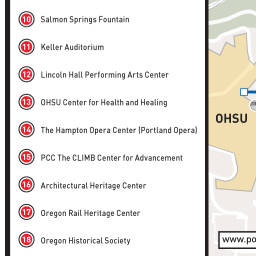 10 Salmon Springs Fountain
11 Keller Auditorium
12 Lincoln Hall Performing Arts Center
13 OHSU Center for Health and Healing
14 The Hampton Opera Center (Portland Opera)
15 PCC The CLIMB Center for Advancement
16 Architectural Heritage Center
17 Oregon Rail Heritage Center
18 Oregon Historical Society
OHSU
www.po